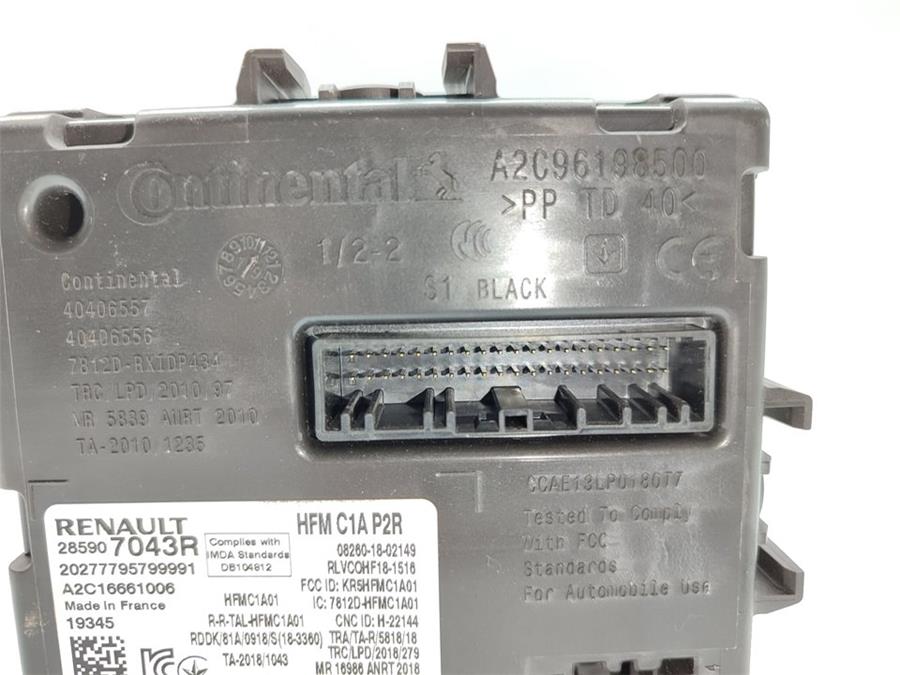 Continental
A2C96198500
>PP TD 40<
1/2-2
CE
S1 BLACK
Continental
40406557
40406556
7812D-RXIDP434
TRC LPD/2010/97
MR 5839 ANRT 2010
TA-2010/1235
CCAE13LP0180T7
Tested To Comply
With FCC
Standards
For Automobile Use
RENAULT
HFM C1A P2R
28590 7043R
Complies with
IMDA Standards
DB104812
08260-18-02149
20277795799991
RLVCOHF18-1516
A2C16661006
FCC ID: KR5HFMC1A01
Made in France
HFMC1A01
IC: 7812D-HFMC1A01
19345
R-R-TAL-HFMC1A01
CNC ID: H-22144
RDDK/81A/0918/S(18-3360)
TRA/TA-R/5818/18
TA-2018/1043
TRC/LPD/2018/279
MR 16986 ANRT 2018